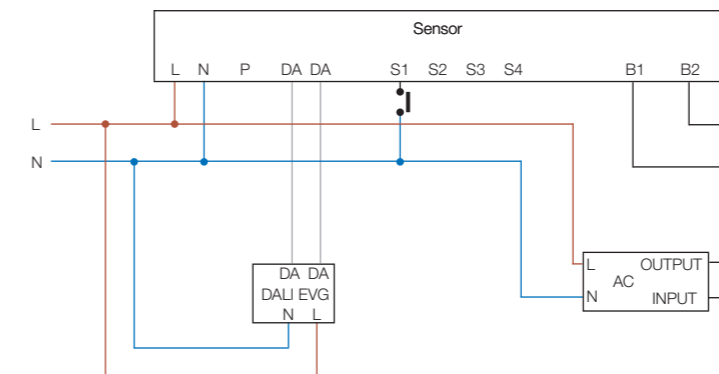 Sensor
L N P DA DA S1 S2 S3 S4 B1 B2
L
N
DA DA
DALI EVG
N L
L OUTPUT
AC
N INPUT